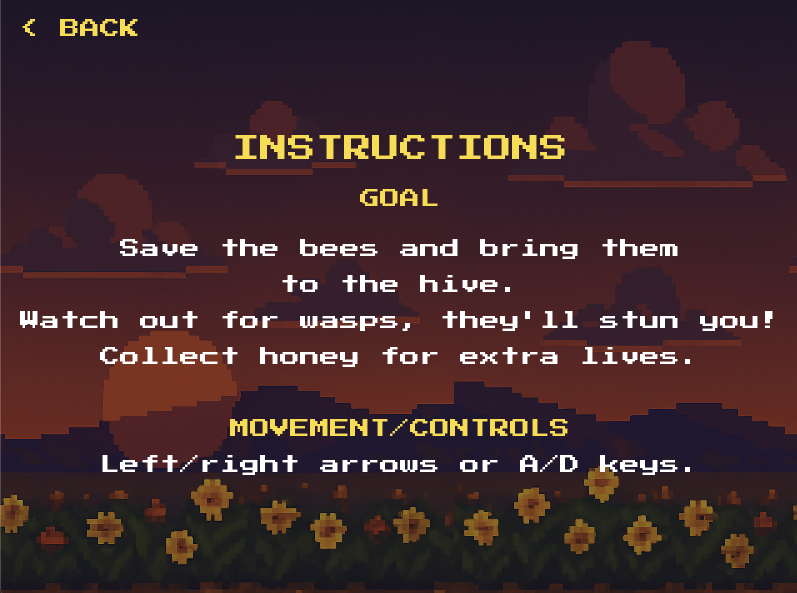 < BACK
INSTRUCTIONS
GOAL
Save the bees and bring them
to the hive.
Watch out for wasps, they'll stun you!
Collect honey for extra lives.
MOVEMENT/CONTROLS
Left/right arrows or A/D keys.